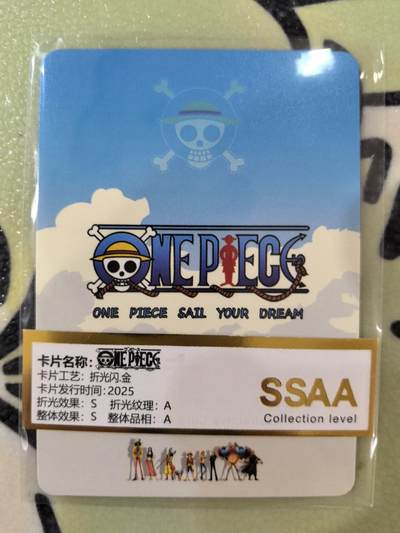 ONE PIECE
ONE PIECE SAIL YOUR DREAM
卡片名称: ONE PIECE
卡片工艺: 折光闪.金
卡片发行时间: 2025
折光效果: S 折光纹理: A
整体效果: S 整体品相: A
SSAA
Collection level